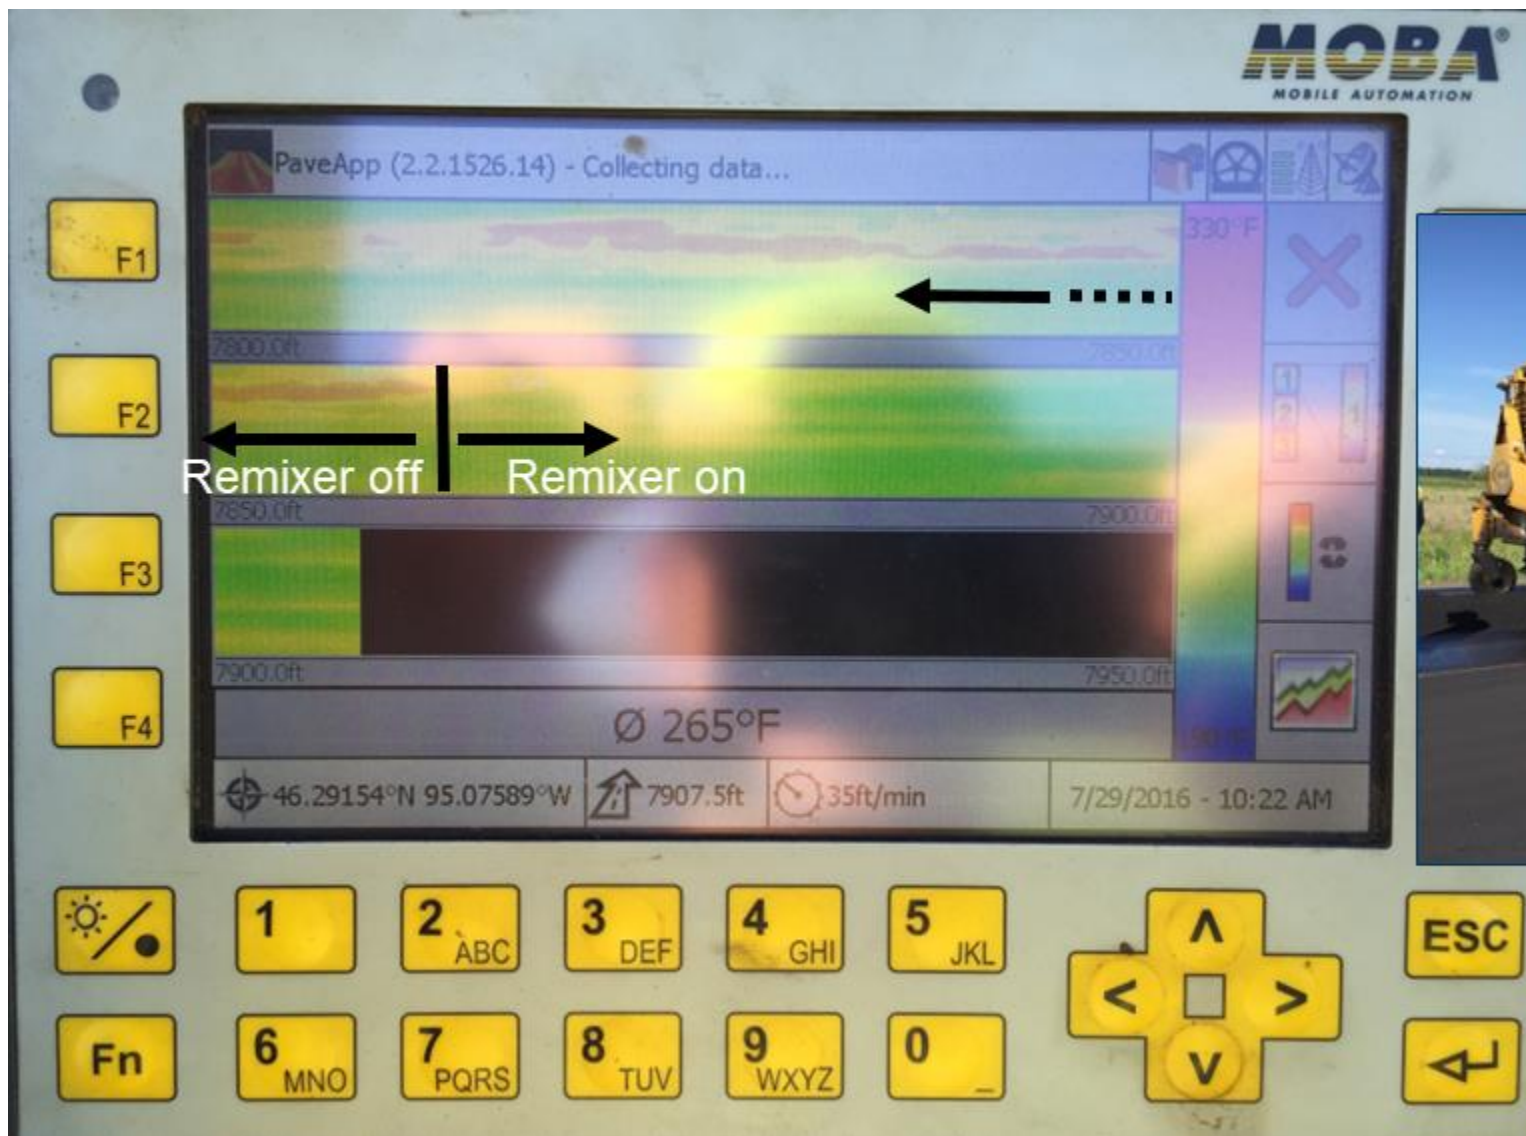 MOBA®
MOBILE AUTOMATION
PaveApp (2.2.1526.14) - Collecting data...
330°F
F1
7800.0ft 7850.0ft
1
2
3
F2
Remixer off Remixer on
7850.0ft 7900.0ft
F3
7900.0ft 7950.0ft
F4
Ø 265°F
46.29154°N 95.07589°W 7907.5ft 35ft/min 7/29/2016 - 10:22 AM
1 2 ABC 3 DEF 4 GHI 5 JKL ^ ESC
< >
Fn 6 MNO 7 PQRS 8 TUV 9 WXYZ 0 _ v